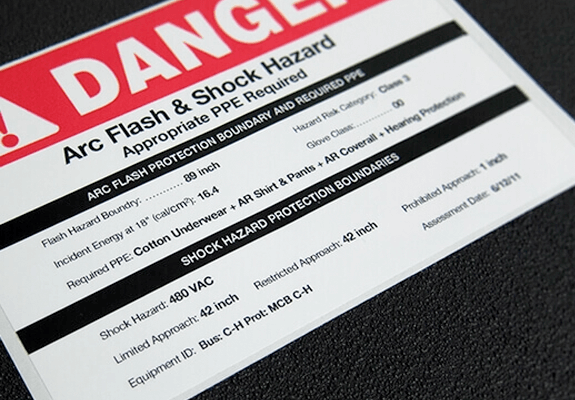 DANGER
Arc Flash & Shock Hazard
Appropriate PPE Required
ARC FLASH PROTECTION BOUNDARY AND REQUIRED PPE
Flash Hazard Boundry: ............ 89 inch Hazard Risk Category: Class 3
Incident Energy at 18" (cal/cm²): 16.4 Glove Class:............ 00
Required PPE: Cotton Underwear + AR Shirt & Pants + AR Coverall + Hearing Protection
SHOCK HAZARD PROTECTION BOUNDARIES
Shock Hazard: 480 VAC
Limited Approach: 42 inch Restricted Approach: 42 inch Prohibited Approach: 1 inch
Equipment ID: Bus: C-H Prot: MCB C-H Assessment Date: 6/12/11